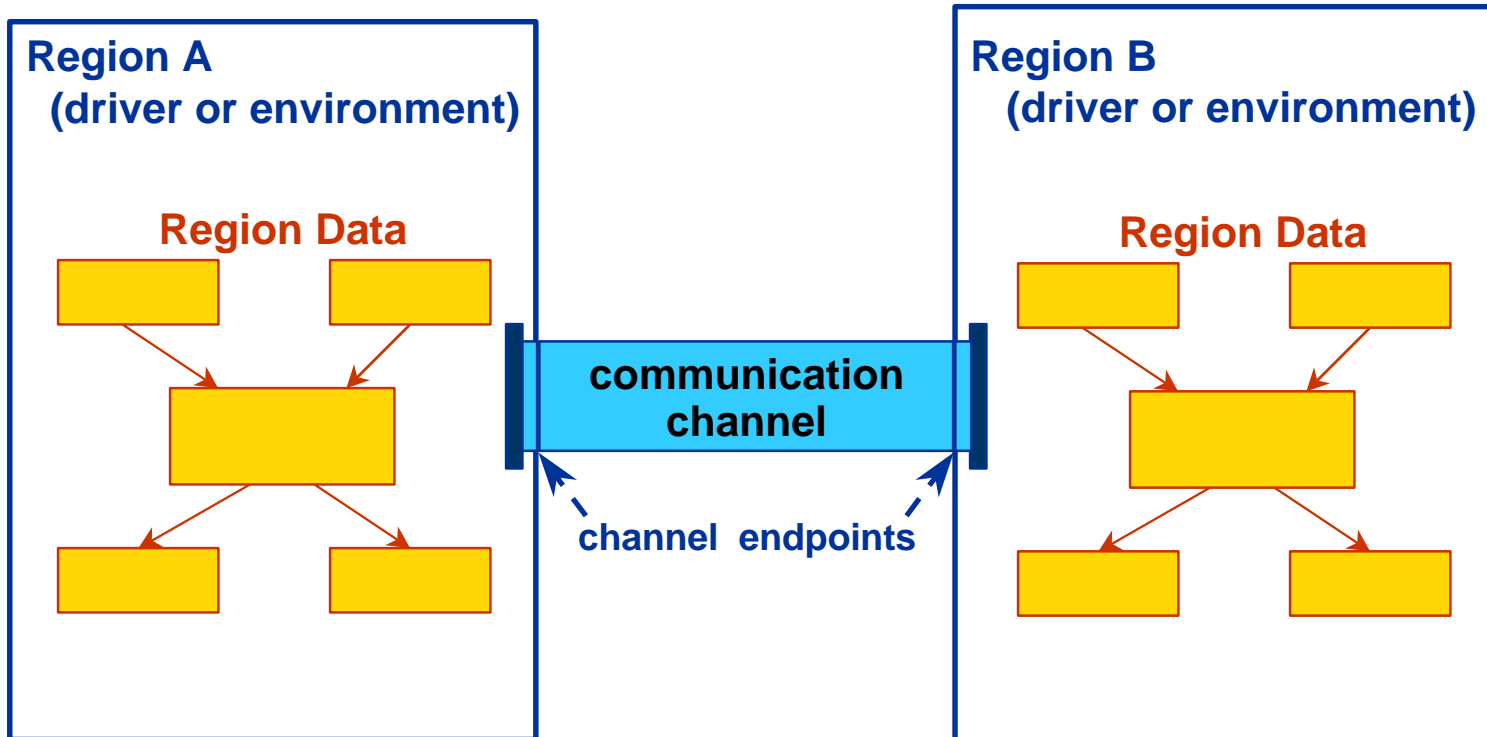 Region A
(driver or environment)
Region Data
communication
channel
channel endpoints
Region B
(driver or environment)
Region Data